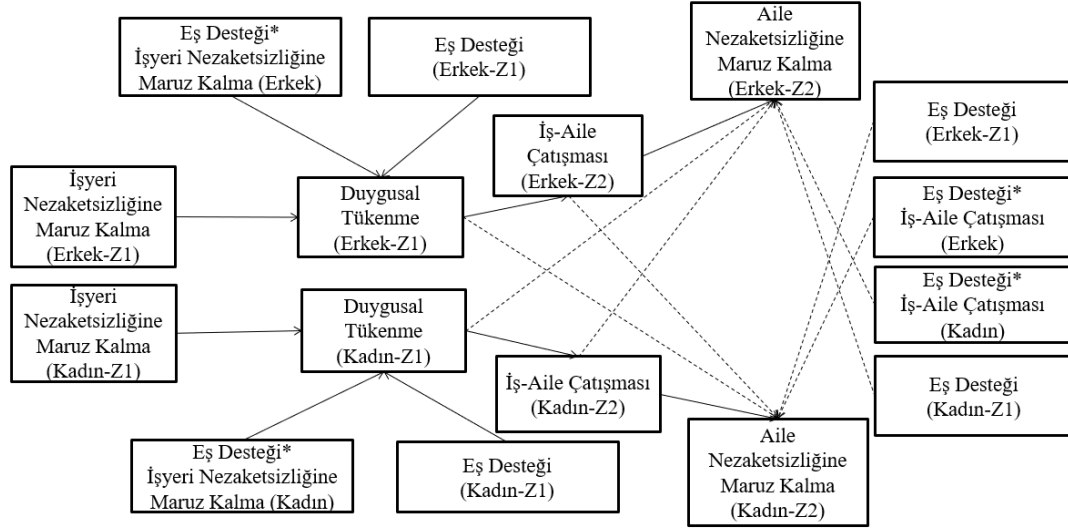 Eş Desteği*
İşyeri Nezaketsizliğine
Maruz Kalma (Erkek)
Eş Desteği
(Erkek-Z1)
Aile
Nezaketsizliğine
Maruz Kalma
(Erkek-Z2)
Eş Desteği
(Erkek-Z1)
İş-Aile
Çatışması
(Erkek-Z2)
İşyeri
Nezaketsizliğine
Maruz Kalma
(Erkek-Z1)
Duygusal
Tükenme
(Erkek-Z1)
Eş Desteği*
İş-Aile Çatışması
(Erkek)
İşyeri
Nezaketsizliğine
Maruz Kalma
(Kadın-Z1)
Duygusal
Tükenme
(Kadın-Z1)
Eş Desteği*
İş-Aile Çatışması
(Kadın)
İş-Aile Çatışması
(Kadın-Z2)
Eş Desteği
(Kadın-Z1)
Eş Desteği*
İşyeri Nezaketsizliğine
Maruz Kalma (Kadın)
Eş Desteği
(Kadın-Z1)
Aile
Nezaketsizliğine
Maruz Kalma
(Kadın-Z2)